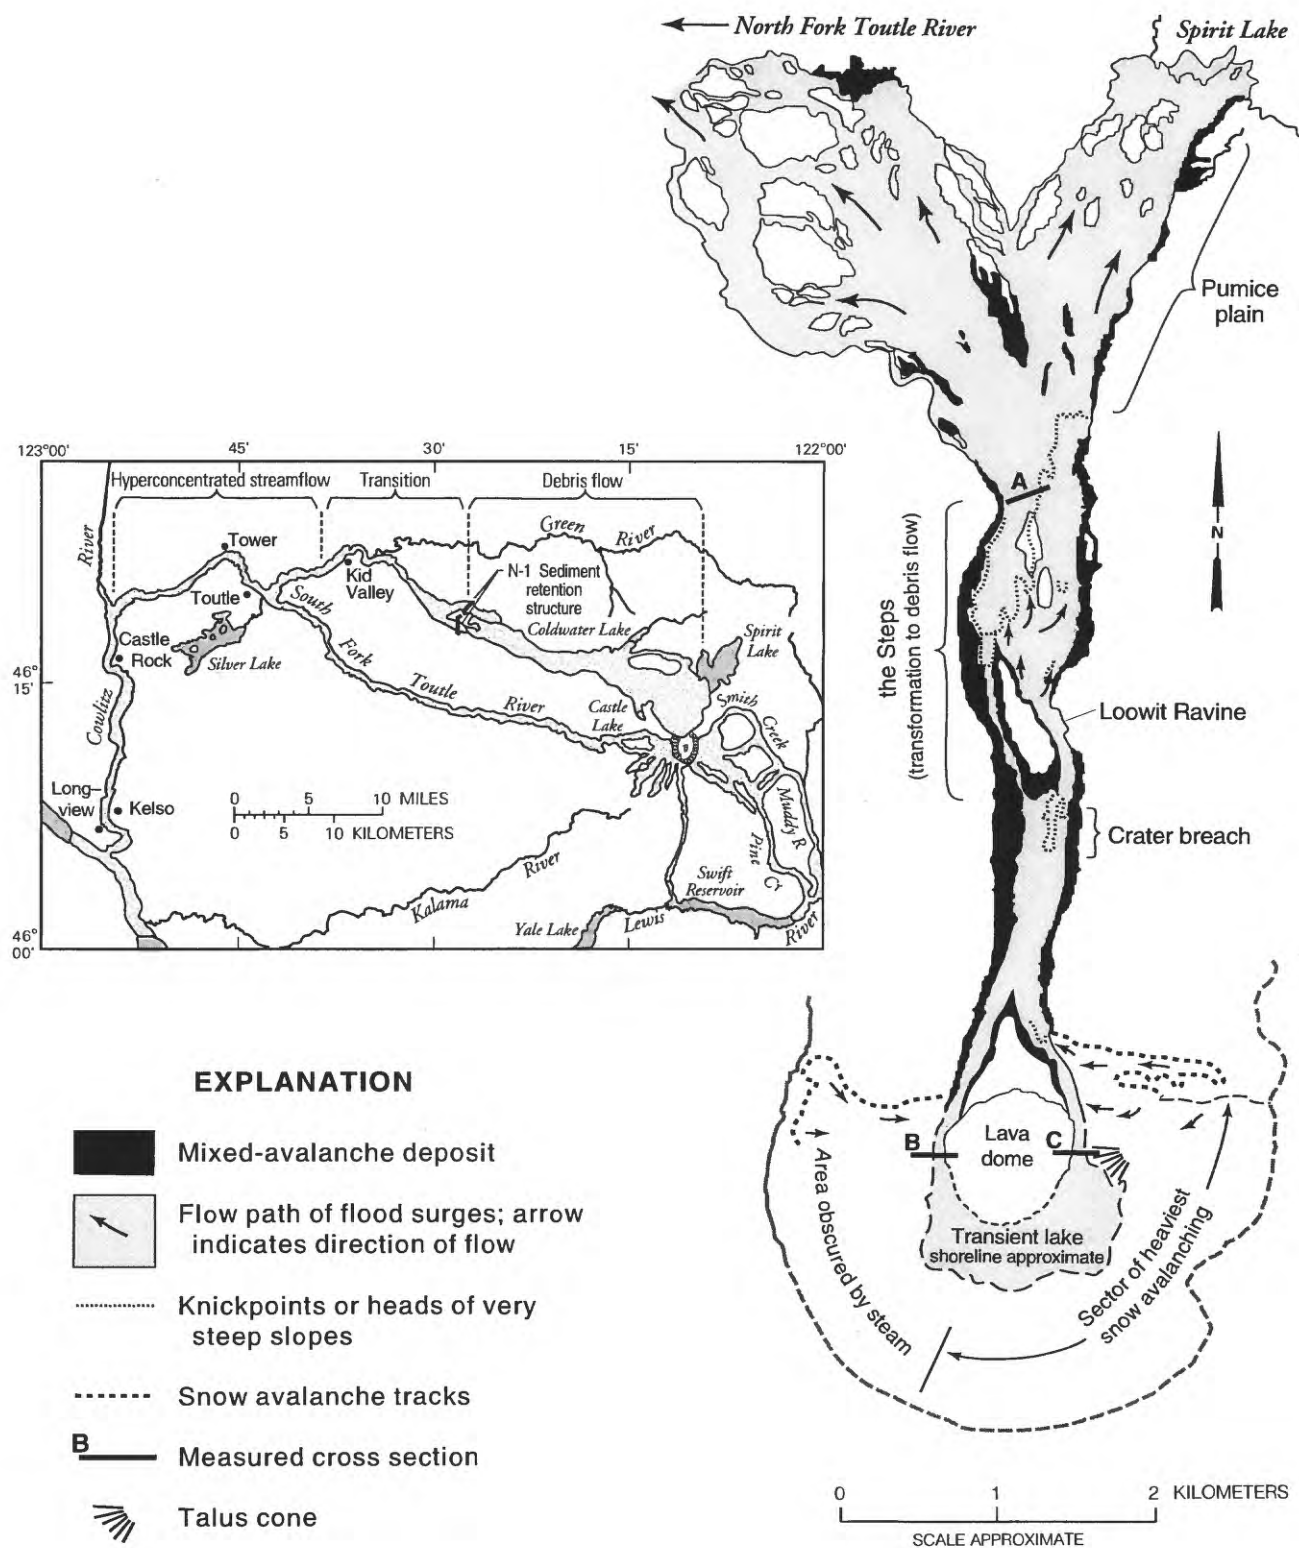 North Fork Toutle River
Spirit Lake
Pumice
plain
123°00'
45'
30'
15'
122°00'
Hyperconcentrated streamflow
Transition
Debris flow
River
Tower
Green
River
Kid
Valley
N-1 Sediment
retention
structure
Toutle
South
Fork
Toutle
River
Coldwater Lake
Spirit
Lake
Castle
Rock
Silver Lake
46°
15'
Cowlitz
Castle
Lake
Smith
Creek
Long-
view
Kelso
0 5 10 MILES
0 5 10 KILOMETERS
Muddy R
Pine
Cr
Swift
Reservoir
River
Kalama
Yale Lake
Lewis
River
46°
00'
A
N
the Steps
(transformation to debris flow)
Loowit Ravine
Crater breach
B
Lava
dome
C
Area obscured by steam
Transient lake
shoreline approximate
Sector of heaviest
snow avalanching
EXPLANATION
Mixed-avalanche deposit
Flow path of flood surges; arrow
indicates direction of flow
Knickpoints or heads of very
steep slopes
Snow avalanche tracks
B
Measured cross section
Talus cone
0 1 2 KILOMETERS
SCALE APPROXIMATE